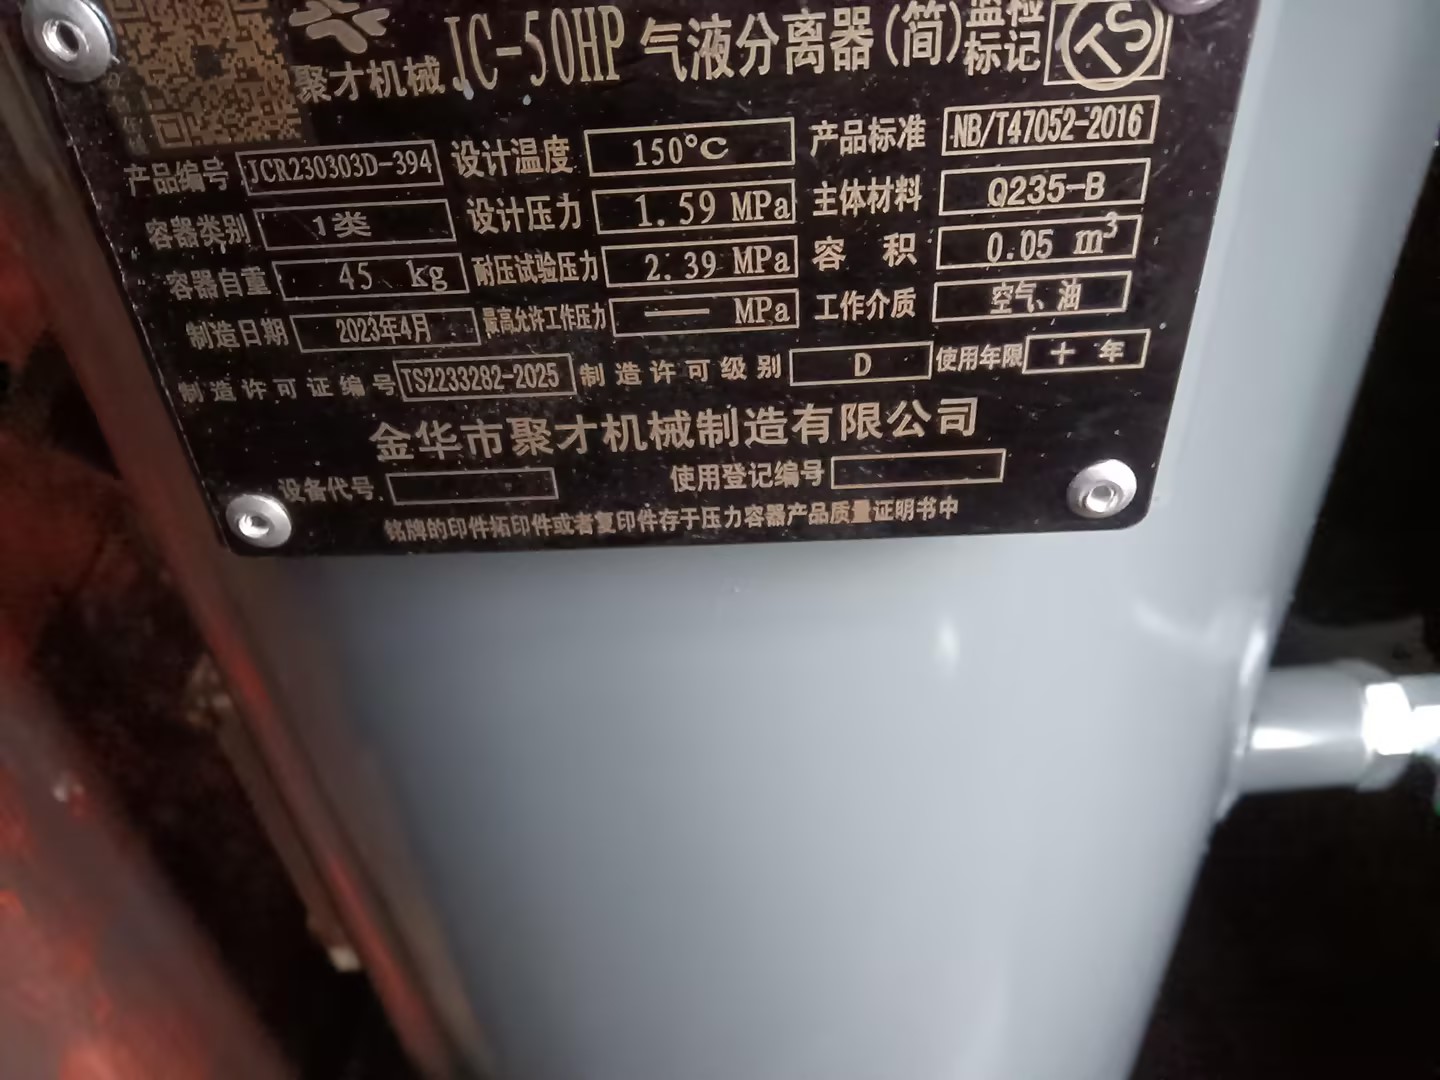 聚才机械 JC-50HP 气液分离器(简) 监检标记 TS
产品编号 JCR230303D-394 设计温度 150℃ 产品标准 NB/T47052-2016
容器类别 1类 设计压力 1.59 MPa 主体材料 Q235-B
容器自重 45 kg 耐压试验压力 2.39 MPa 容 积 0.05 m³
制造日期 2023年4月 最高允许工作压力 — MPa 工作介质 空气、油
制造许可证编号 TS2233282-2025 制造许可级别 D 使用年限 十 年
金华市聚才机械制造有限公司
设备代号 使用登记编号
铭牌的印件拓印件或者复印件存于压力容器产品质量证明书中